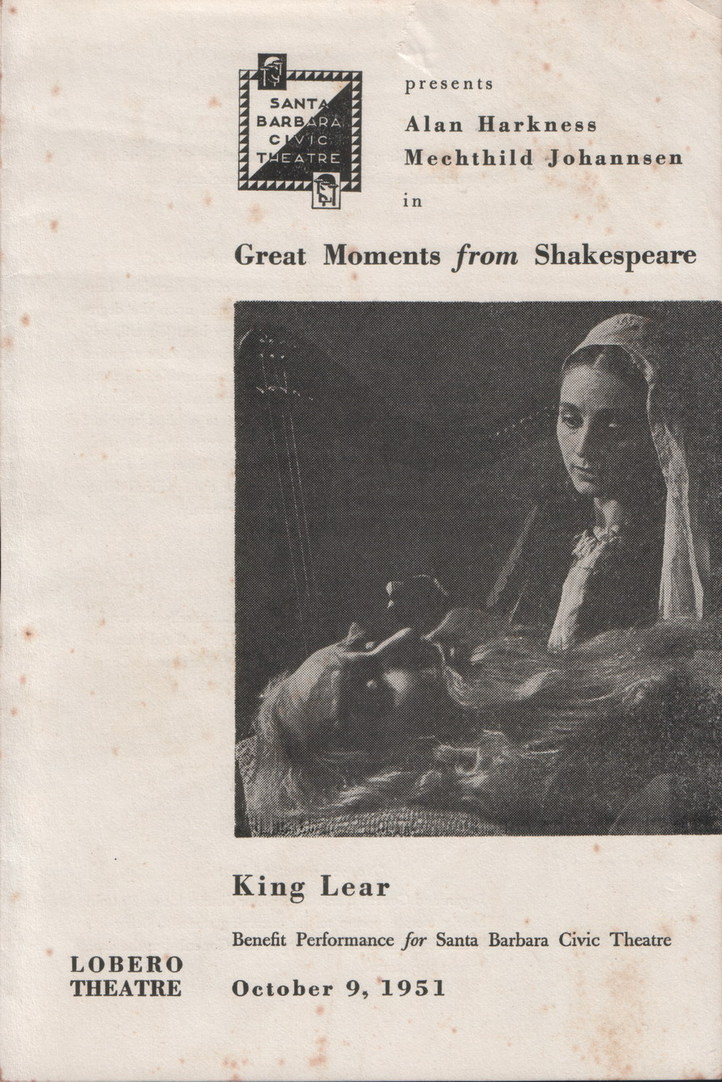 SANTA
BARBARA
CIVIC
THEATRE
presents
Alan Harkness
Mechthild Johannsen
in
Great Moments from Shakespeare
King Lear
Benefit Performance for Santa Barbara Civic Theatre
LOBERO
THEATRE
October 9, 1951